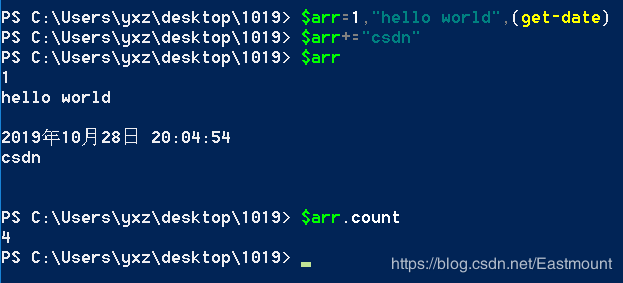 PS C:\Users\yxz\desktop\1019> $arr=1,"hello world",(get-date)
PS C:\Users\yxz\desktop\1019> $arr+="csdn"
PS C:\Users\yxz\desktop\1019> $arr
1
hello world
2019年10月28日 20:04:54
csdn
PS C:\Users\yxz\desktop\1019> $arr.count
4
PS C:\Users\yxz\desktop\1019>
https://blog.csdn.net/Eastmount